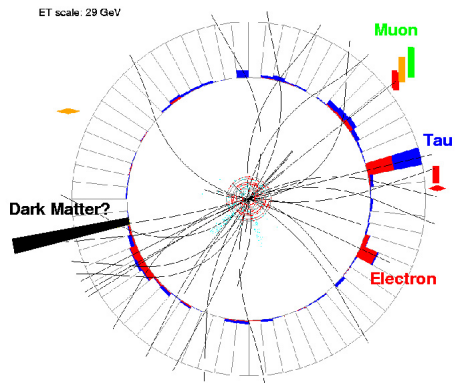 ET scale: 29 GeV
Muon
Tau
Dark Matter?
Electron